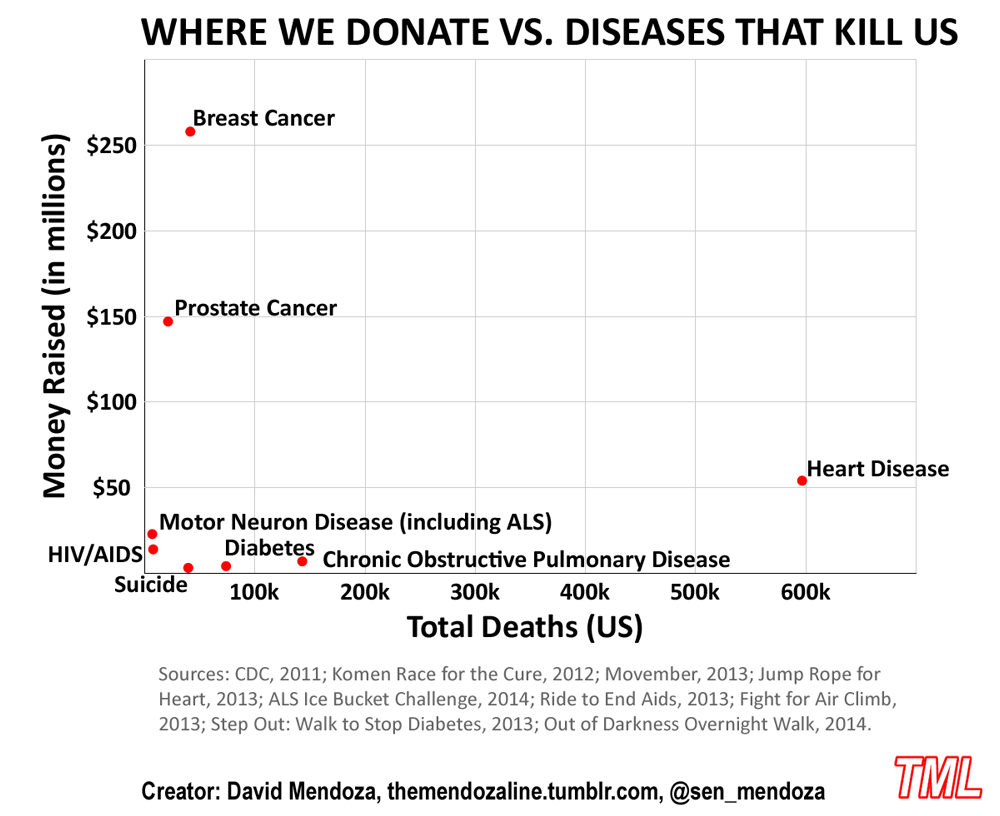 WHERE WE DONATE VS. DISEASES THAT KILL US
Money Raised (in millions)
$250
$200
$150
$100
$50
Breast Cancer
Prostate Cancer
Heart Disease
Motor Neuron Disease (including ALS)
HIV/AIDS
Diabetes
Chronic Obstructive Pulmonary Disease
Suicide
100k
200k
300k
400k
500k
600k
Total Deaths (US)
Sources: CDC, 2011; Komen Race for the Cure, 2012; Movember, 2013; Jump Rope for
Heart, 2013; ALS Ice Bucket Challenge, 2014; Ride to End Aids, 2013; Fight for Air Climb,
2013; Step Out: Walk to Stop Diabetes, 2013; Out of Darkness Overnight Walk, 2014.
Creator: David Mendoza, themendozaline.tumblr.com, @sen_mendoza
TML